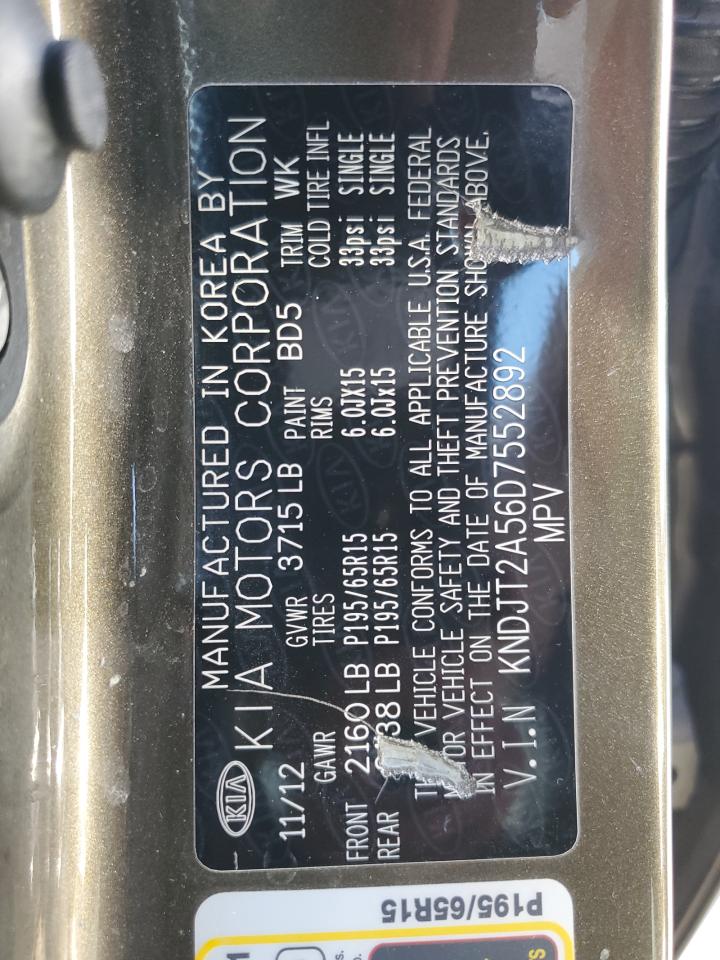 MANUFACTURED IN KOREA BY
KIA KIA MOTORS CORPORATION
11/12 GVWR 3715 LB PAINT BD5 TRIM WK
GAWR TIRES RIMS COLD TIRE INFL
FRONT 2160 LB P195/65R15 6.0JX15 33psi SINGLE
REAR 38 LB P195/65R15 6.0Jx15 33psi SINGLE
VEHICLE CONFORMS TO ALL APPLICABLE U.S.A. FEDERAL
OR VEHICLE SAFETY AND THEFT PREVENTION STANDARDS
IN EFFECT ON THE DATE OF MANUFACTURE ABOVE.
V.I.N KNDJT2A56D7552892
MPV
P195/65R15